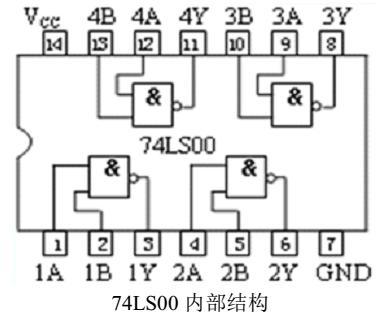 Vcc 4B 4A 4Y 3B 3A 3Y
14 13 12 11 10 9 8
& &
74LS00
& &
1 2 3 4 5 6 7
1A 1B 1Y 2A 2B 2Y GND
74LS00 内部结构